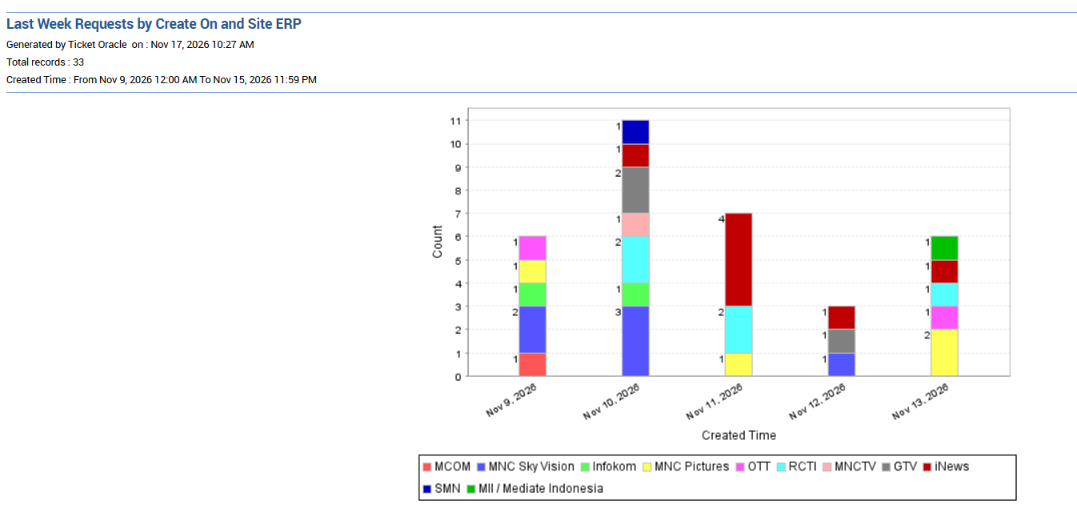 Last Week Requests by Create On and Site ERP
Generated by Ticket Oracle on : Nov 17, 2026 10:27 AM
Total records : 33
Created Time : From Nov 9, 2026 12:00 AM To Nov 15, 2026 11:59 PM
11
10
9
8
7
6
5
4
3
2
1
0
Count
1
1
1
2
1
1
1
2
1
2
1
3
4
2
1
1
1
1
1
1
1
1
2
Nov 9, 2026
Nov 10, 2026
Nov 11, 2026
Nov 12, 2026
Nov 13, 2026
Created Time
MCOM MNC Sky Vision Infokom MNC Pictures OTT RCTI MNCTV GTV iNews
SMN MII / Mediate Indonesia